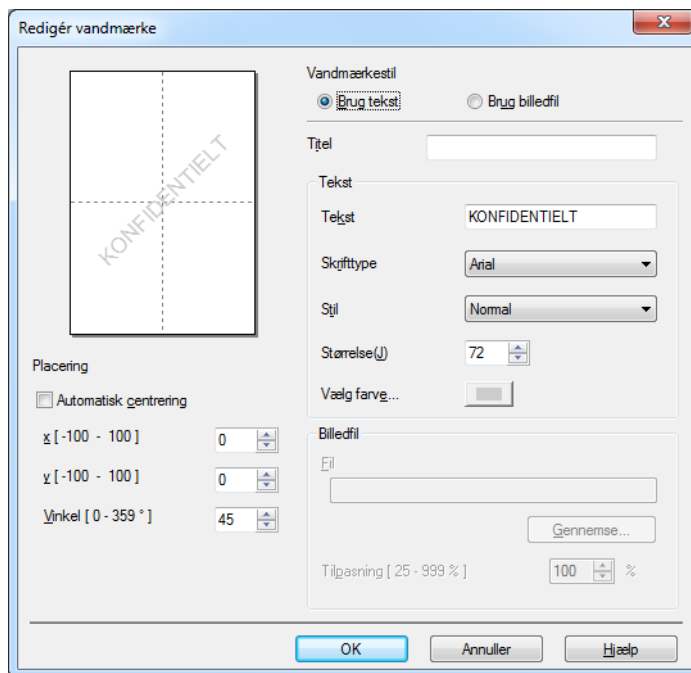 Redigér vandmærke
KONFIDENTIELT
Placering
Automatisk centrering
x [ -100 - 100 ] 0
y [ -100 - 100 ] 0
Vinkel [ 0 - 359 ° ] 45
Vandmærkestil
Brug tekst Brug billedfil
Titel
Tekst
Tekst KONFIDENTIELT
Skrifttype Arial
Stil Normal
Størrelse(J) 72
Vælg farve...
Billedfil
Fil
Gennemse...
Tilpasning [ 25 - 999 % ] 100 %
OK Annuller Hjælp